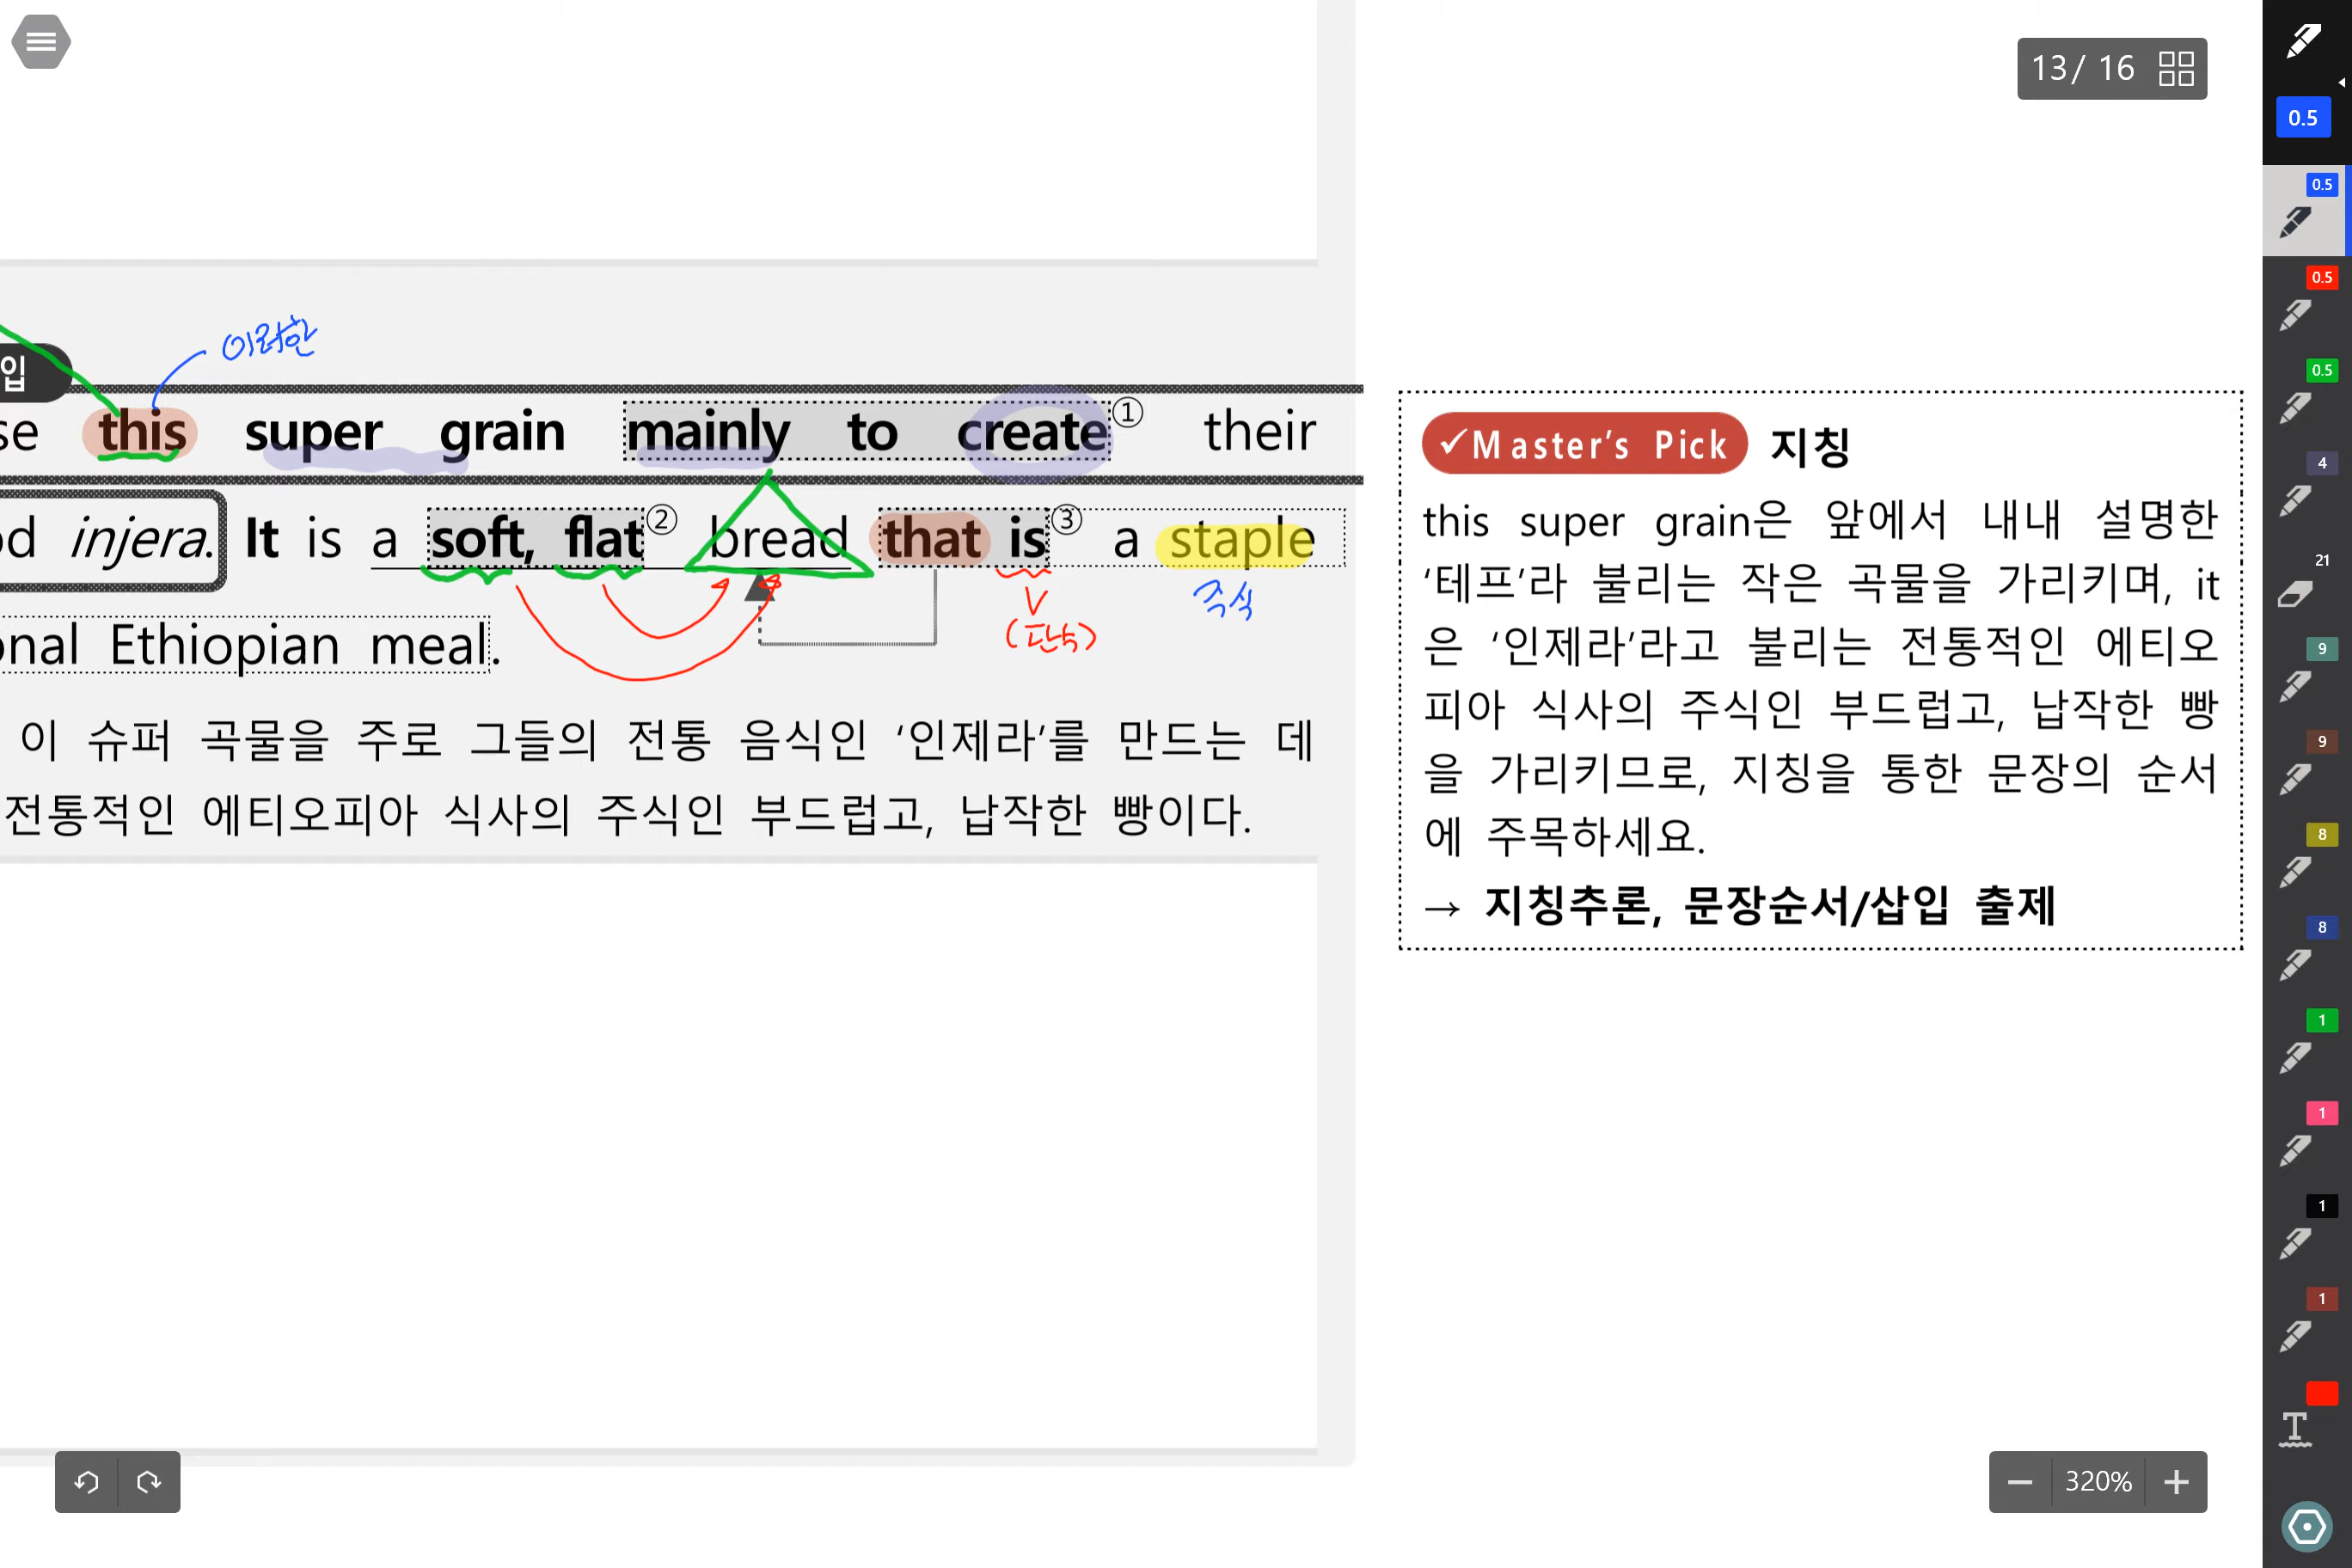 13/ 16
0.5
0.5
0.5
0.5
4
21
9
9
8
8
1
1
1
1
이러한
입
se this super grain mainly to create① their
od injera. It is a soft, flat② bread that is③ a staple
V
(단수)
주식
onal Ethiopian meal.
이 슈퍼 곡물을 주로 그들의 전통 음식인 ‘인제라’를 만드는 데
전통적인 에티오피아 식사의 주식인 부드럽고, 납작한 빵이다.
✓Master’s Pick 지칭
this super grain은 앞에서 내내 설명한
‘테프’라 불리는 작은 곡물을 가리키며, it
은 ‘인제라’라고 불리는 전통적인 에티오
피아 식사의 주식인 부드럽고, 납작한 빵
을 가리키므로, 지칭을 통한 문장의 순서
에 주목하세요.
→ 지칭추론, 문장순서/삽입 출제
320%